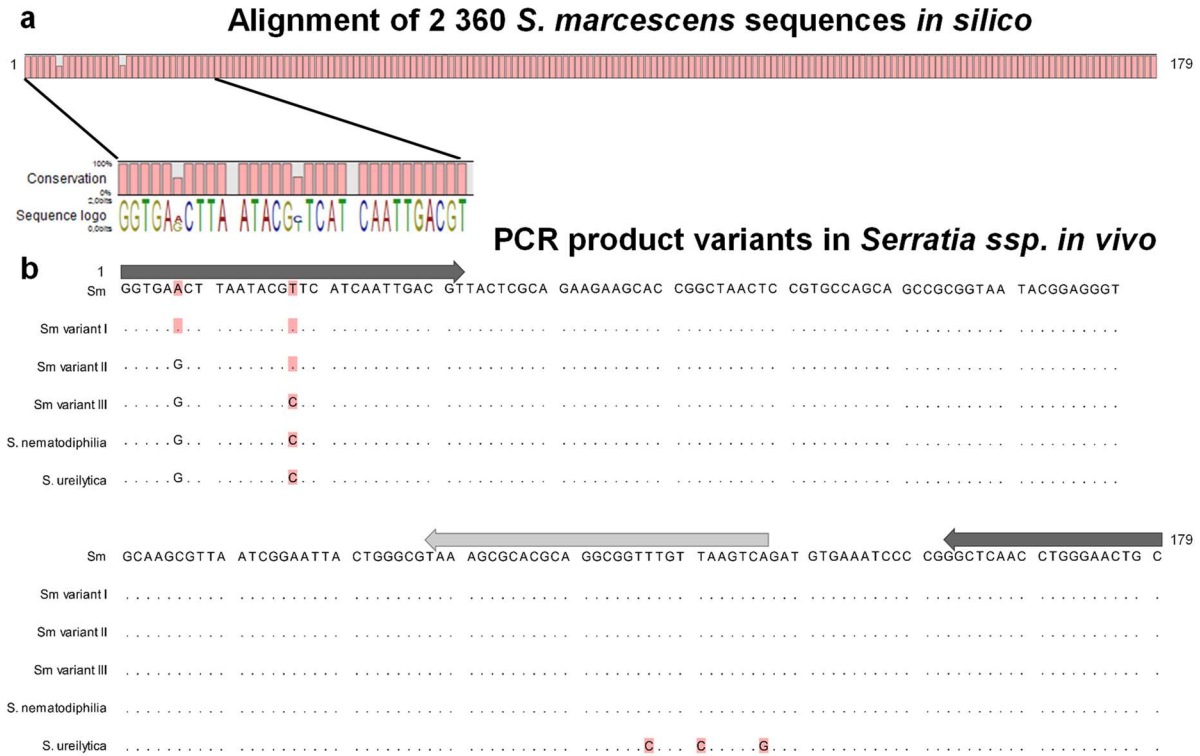 a
Alignment of 2 360 S. marcescens sequences in silico
1
179
100%
Conservation
0%
2,0bits
Sequence logo
0,0bits
GGTGAACTTA ATACGCTCAT CAATTGACGT
G T
PCR product variants in Serratia ssp. in vivo
b
1
Sm GGTGAACT TAATACGTTC ATCAATTGAC GTTACTCGCA GAAGAAGCAC CGGCTAACTC CGTGCCAGCA GCCGCGGTAA TACGGAGGGT
Sm variant I ........ .......... .......... .......... .......... .......... .......... .......... ..........
Sm variant II .....G.. .......... .......... .......... .......... .......... .......... .......... ..........
Sm variant III .....G.. .......C.. .......... .......... .......... .......... .......... .......... ..........
S. nematodiphilia .....G.. .......C.. .......... .......... .......... .......... .......... .......... ..........
S. ureilytica .....G.. .......C.. .......... .......... .......... .......... .......... .......... ..........
179
Sm GCAAGCGTTA ATCGGAATTA CTGGGCGTAA AGCGCACGCA GGCGGTTTGT TAAGTCAGAT GTGAAATCCC CGGGCTCAAC CTGGGAACTG C
Sm variant I .......... .......... .......... .......... .......... .......... .......... .......... .......... .
Sm variant II .......... .......... .......... .......... .......... .......... .......... .......... .......... .
Sm variant III .......... .......... .......... .......... .......... .......... .......... .......... .......... .
S. nematodiphilia .......... .......... .......... .......... .......... .......... .......... .......... .......... .
S. ureilytica .......... .......... .......... .......... ......C... C.....G... .......... .......... .......... .